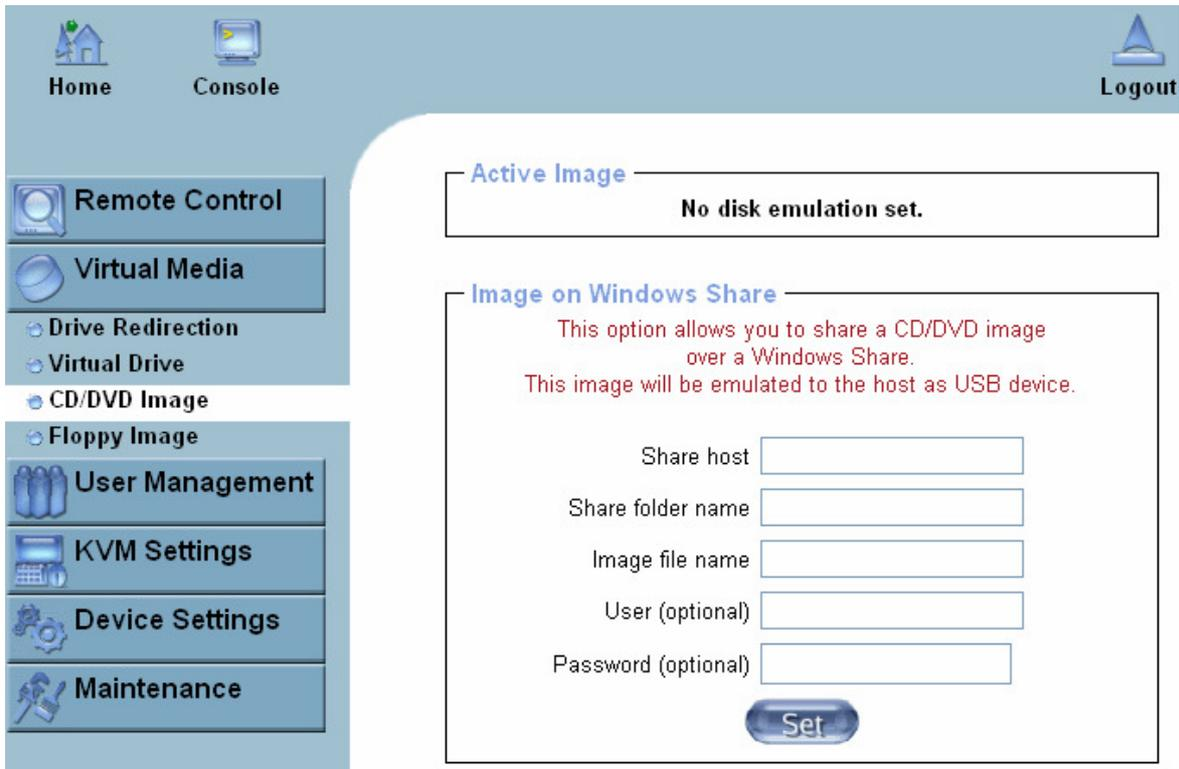 Home
Console
Logout
Remote Control
Virtual Media
Drive Redirection
Virtual Drive
CD/DVD Image
Floppy Image
User Management
KVM Settings
Device Settings
Maintenance
Active Image
No disk emulation set.
Image on Windows Share
This option allows you to share a CD/DVD image
over a Windows Share.
This image will be emulated to the host as USB device.
Share host
Share folder name
Image file name
User (optional)
Password (optional)
Set